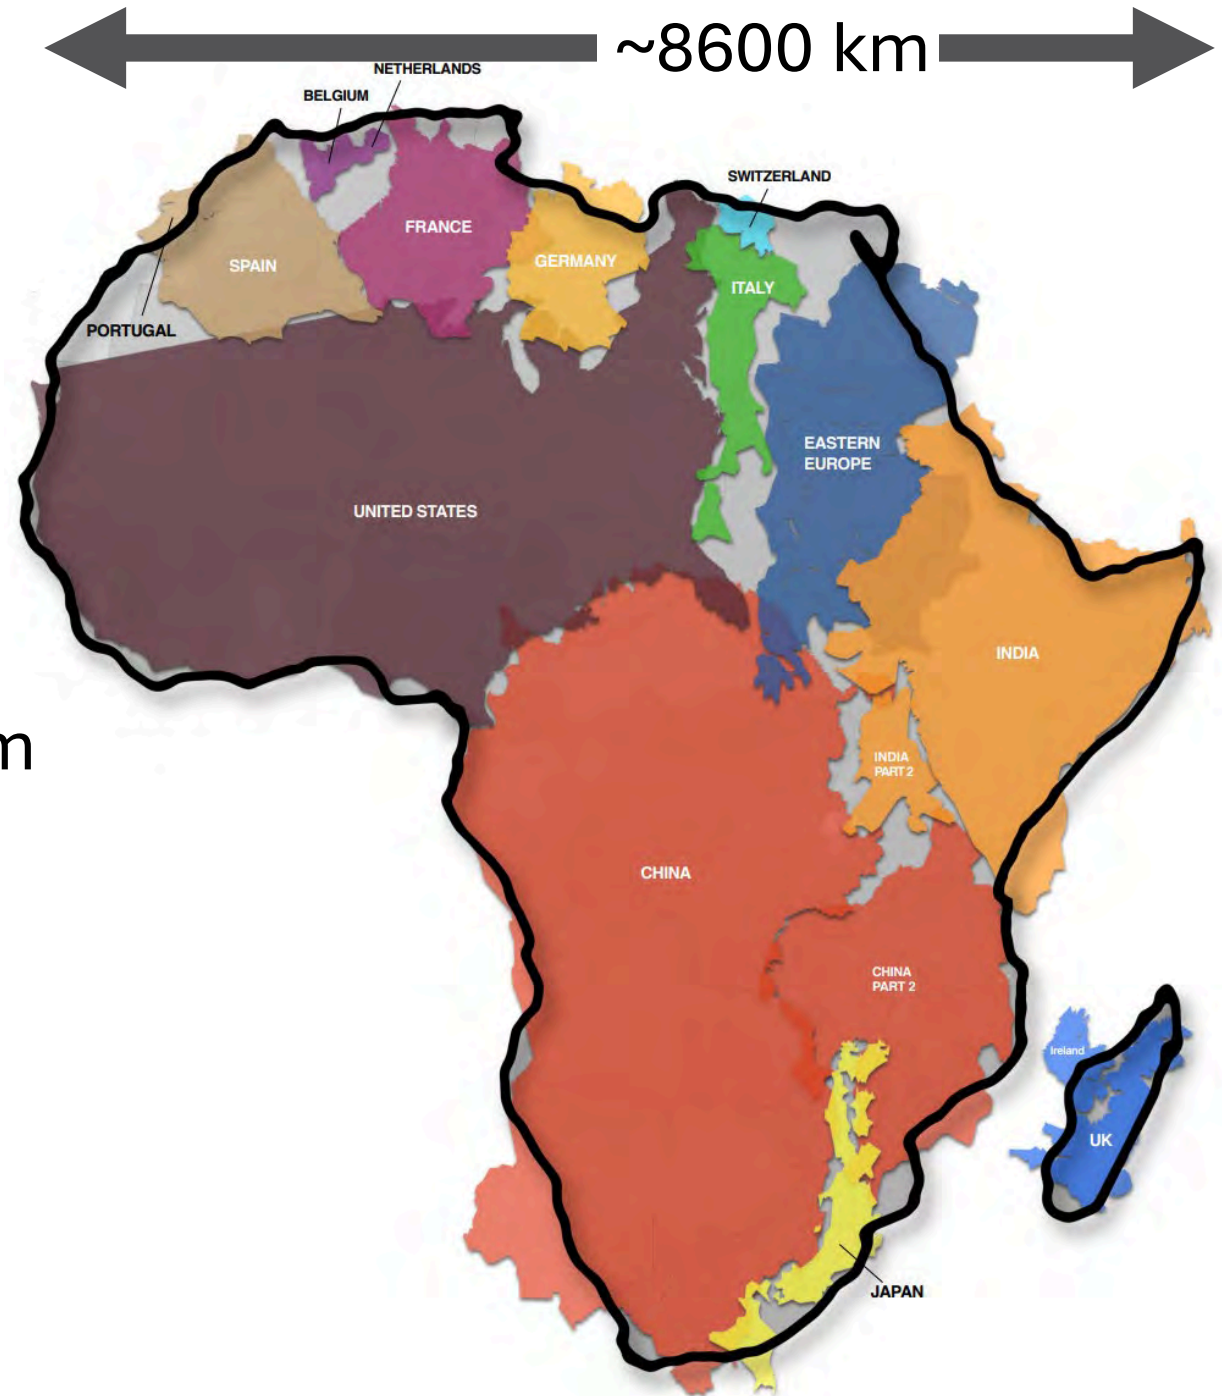 ~8600 km
NETHERLANDS
BELGIUM
SWITZERLAND
FRANCE
GERMANY
SPAIN
ITALY
PORTUGAL
EASTERN
EUROPE
UNITED STATES
INDIA
m
INDIA
PART 2
CHINA
CHINA
PART 2
Ireland
UK
JAPAN